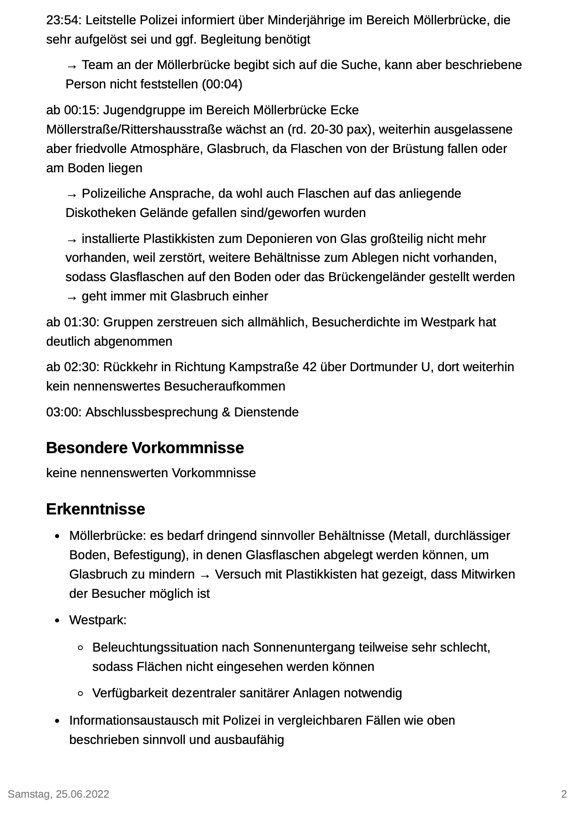 23:54: Leitstelle Polizei informiert über Minderjährige im Bereich Möllerbrücke, die
sehr aufgelöst sei und ggf. Begleitung benötigt
→ Team an der Möllerbrücke begibt sich auf die Suche, kann aber beschriebene
Person nicht feststellen (00:04)
ab 00:15: Jugendgruppe im Bereich Möllerbrücke Ecke
Möllerstraße/Rittershausstraße wächst an (rd. 20-30 pax), weiterhin ausgelassene
aber friedvolle Atmosphäre, Glasbruch, da Flaschen von der Brüstung fallen oder
am Boden liegen
→ Polizeiliche Ansprache, da wohl auch Flaschen auf das anliegende
Diskotheken Gelände gefallen sind/geworfen wurden
→ installierte Plastikkisten zum Deponieren von Glas großteilig nicht mehr
vorhanden, weil zerstört, weitere Behältnisse zum Ablegen nicht vorhanden,
sodass Glasflaschen auf den Boden oder das Brückengeländer gestellt werden
→ geht immer mit Glasbruch einher
ab 01:30: Gruppen zerstreuen sich allmählich, Besucherdichte im Westpark hat
deutlich abgenommen
ab 02:30: Rückkehr in Richtung Kampstraße 42 über Dortmunder U, dort weiterhin
kein nennenswertes Besucheraufkommen
03:00: Abschlussbesprechung & Dienstende
Besondere Vorkommnisse
keine nennenswerten Vorkommnisse
Erkenntnisse
• Möllerbrücke: es bedarf dringend sinnvoller Behältnisse (Metall, durchlässiger
Boden, Befestigung), in denen Glasflaschen abgelegt werden können, um
Glasbruch zu mindern → Versuch mit Plastikkisten hat gezeigt, dass Mitwirken
der Besucher möglich ist
• Westpark:
◦ Beleuchtungssituation nach Sonnenuntergang teilweise sehr schlecht,
sodass Flächen nicht eingesehen werden können
◦ Verfügbarkeit dezentraler sanitärer Anlagen notwendig
• Informationsaustausch mit Polizei in vergleichbaren Fällen wie oben
beschrieben sinnvoll und ausbaufähig
Samstag, 25.06.2022 2